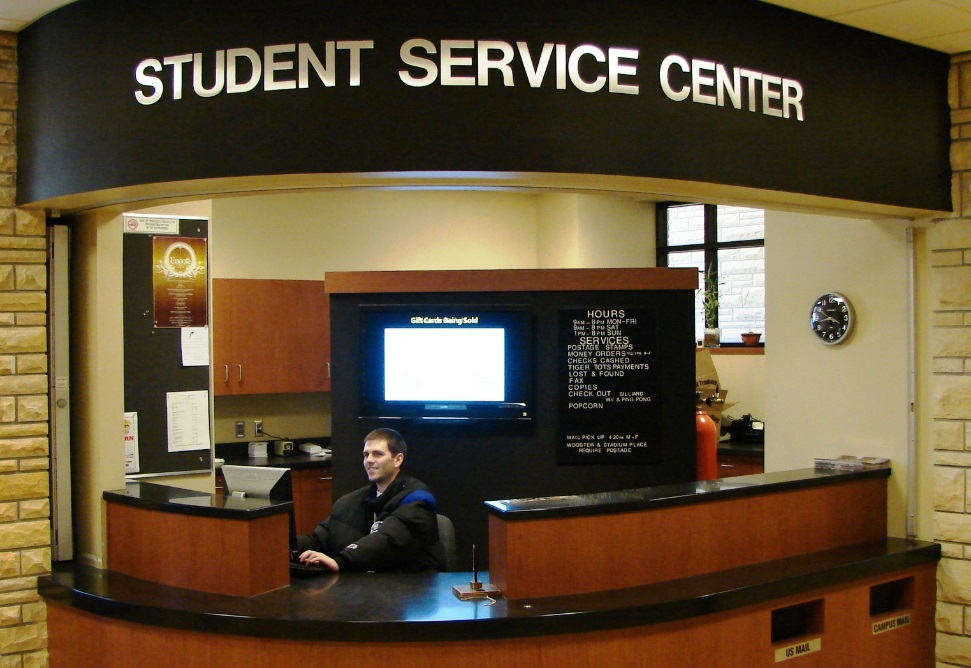 STUDENT SERVICE CENTER
Encore
Gift Cards Being Sold
HOURS
9AM - 8PM MON-FRI
9AM - 8PM SAT
1PM - 8PM SUN
SERVICES
POSTAGE STAMPS
MONEY ORDERS
CHECKS CASHED
TIGER TOTS PAYMENTS
LOST & FOUND
FAX
COPIES
CHECK OUT BILLIARD
WII & PING-PONG
POPCORN
MAIL PICK UP 4:20PM M-F
WOOSTER & STADIUM PLACE
REQUIRE POSTAGE
US MAIL
CAMPUS MAIL